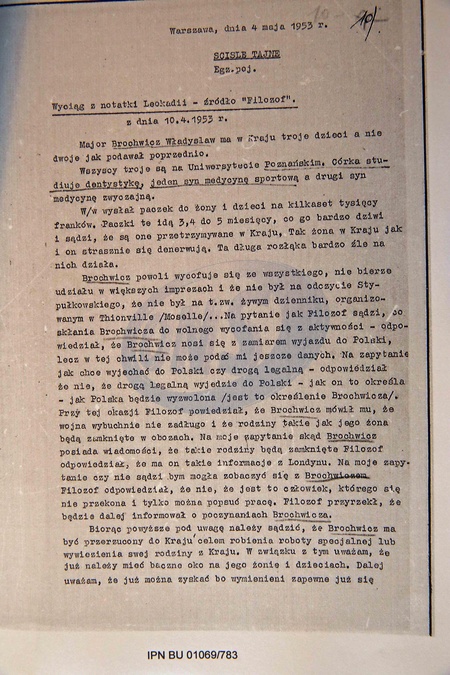 Warszawa, dnia 4 maja 1953 r.
SCISLE TAJNE
Egz.poj.
Wyciąg z notatki Leokadii - źródło "Filozof".
z dnia 10.4.1953 r.
Major Brochwicz Władysław ma w Kraju troje dzieci a nie
dwoje jak podawał poprzednio.
Wszyscy troje są na Uniwersytecie Poznańskim, Córka stu-
diuje dentystykę, jeden syn medycynę sportową a drugi syn
medycynę zwyczajną.
W/w wysłał paczek do żony i dzieci na kilkaset tysięcy
franków. Paczki te idą 3,4 do 5 miesięcy, co go bardzo dziwi
i sądzi, że są one przetrzymywane w Kraju, Tak żona w Kraju jak
i on strasznie się denerwują. Ta długa rozłąka bardzo źle na
nich działa.
Brochwicz powoli wycofuje się ze wszystkiego, nie bierze
udziału w większych imprezach i że nie był na odczycie Sty-
pułkowskiego, że nie był na t.zw. żywym dzienniku, organizo-
wanym w Thionville /Moselle/...Na pytanie jak Filozof sądzi, co
skłania Brochwicza do wolnego wycofania się z aktywności - odpo-
wiedział, że Brochwicz nosi się z zamiarem wyjazdu do Polski,
lecz w tej chwili nie może podać mi jeszcze danych. Na zapytanie
jak chce wyjechać do Polski czy drogą legalną - odpowiedział
że nie, że drogą legalną wyjedzie do Polski - jak on to określa
- jak Polska będzie wyzwolona /jest to określenie Brochwicza/.
Przy tej okazji Filozof powiedział, że Brochwicz mówił mu, że
wojna wybuchnie niezadługo i że rodziny takie jak jego żona
będą zamknięte w obozach. Na moje zapytanie skąd Brochwicz
posiada wiadomości, że takie rodziny będą zamknięte Filozof
odpowiedział, że ma on takie informacje z Londynu. Na moje zapy-
tanie czy nie sądzi bym mogła zobaczyć się z Brochwiczem
Filozof odpowiedział, że nie, że jest to człowiek, którego się
nie przekona i tylko można popsuć pracę. Filozof przyrzekł, że
będzie dalej informował o poczynaniach Brochwicza.
Biorąc powyższe pod uwagę należy sądzić, że Brochwicz ma
być przerzucony do Kraju celem robienia roboty specjalnej lub
wywiezienia swej rodziny z Kraju. W związku z tym uważam, że
już należy mieć baczne oko na jego żonę i dzieciach. Dalej
uważam, że już można zyskać bo wymienieni zapewne już się
IPN BU 01069/783